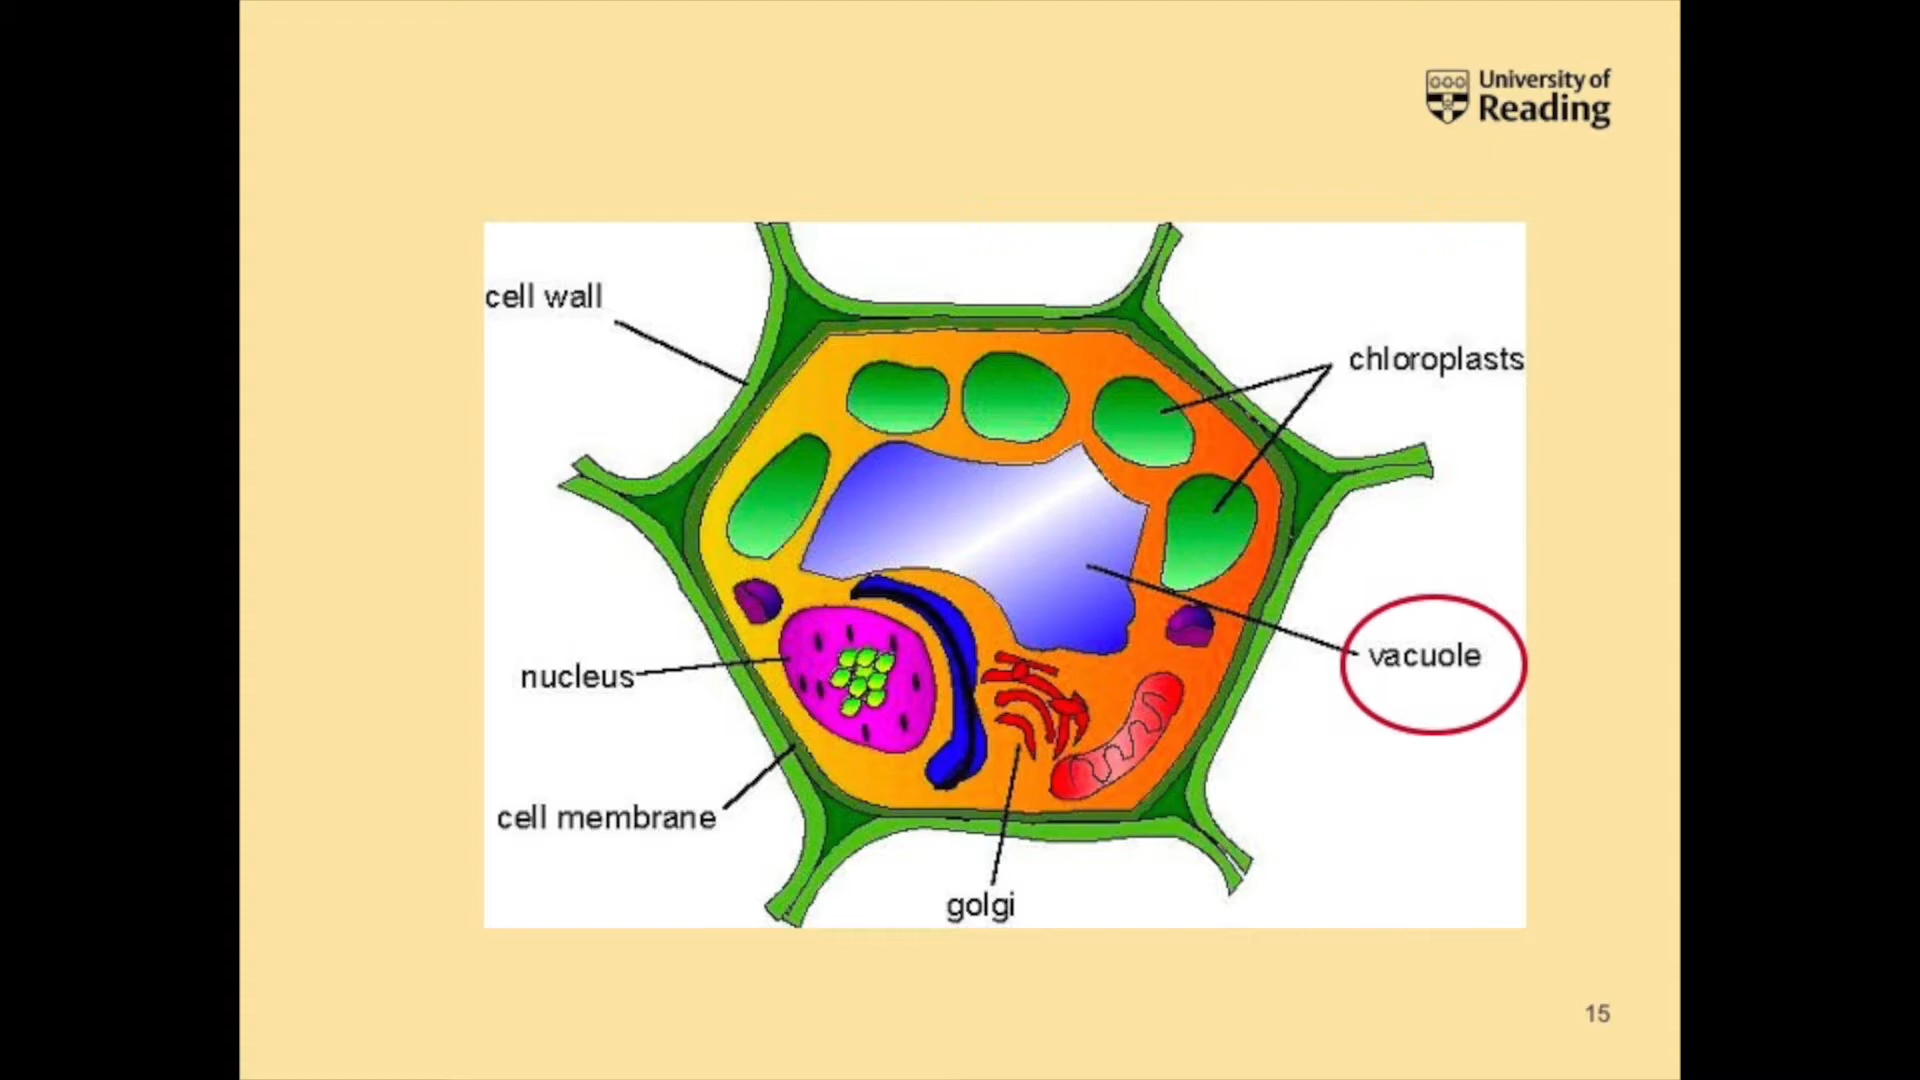 University of
Reading
cell wall
chloroplasts
vacuole
nucleus
cell membrane
golgi
15